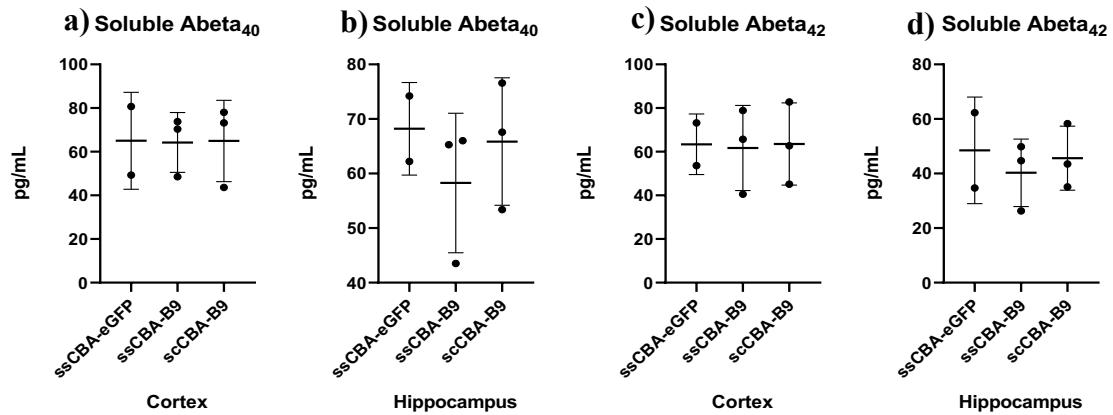 a) Soluble Abeta40
pg/mL
100
80
60
40
20
0
ssCBA-eGFP
ssCBA-B9
scCBA-B9
Cortex
b) Soluble Abeta40
pg/mL
80
70
60
50
40
ssCBA-eGFP
ssCBA-B9
scCBA-B9
Hippocampus
c) Soluble Abeta42
pg/mL
100
80
60
40
20
0
ssCBA-eGFP
ssCBA-B9
scCBA-B9
Cortex
d) Soluble Abeta42
pg/mL
80
60
40
20
0
ssCBA-eGFP
ssCBA-B9
scCBA-B9
Hippocampus